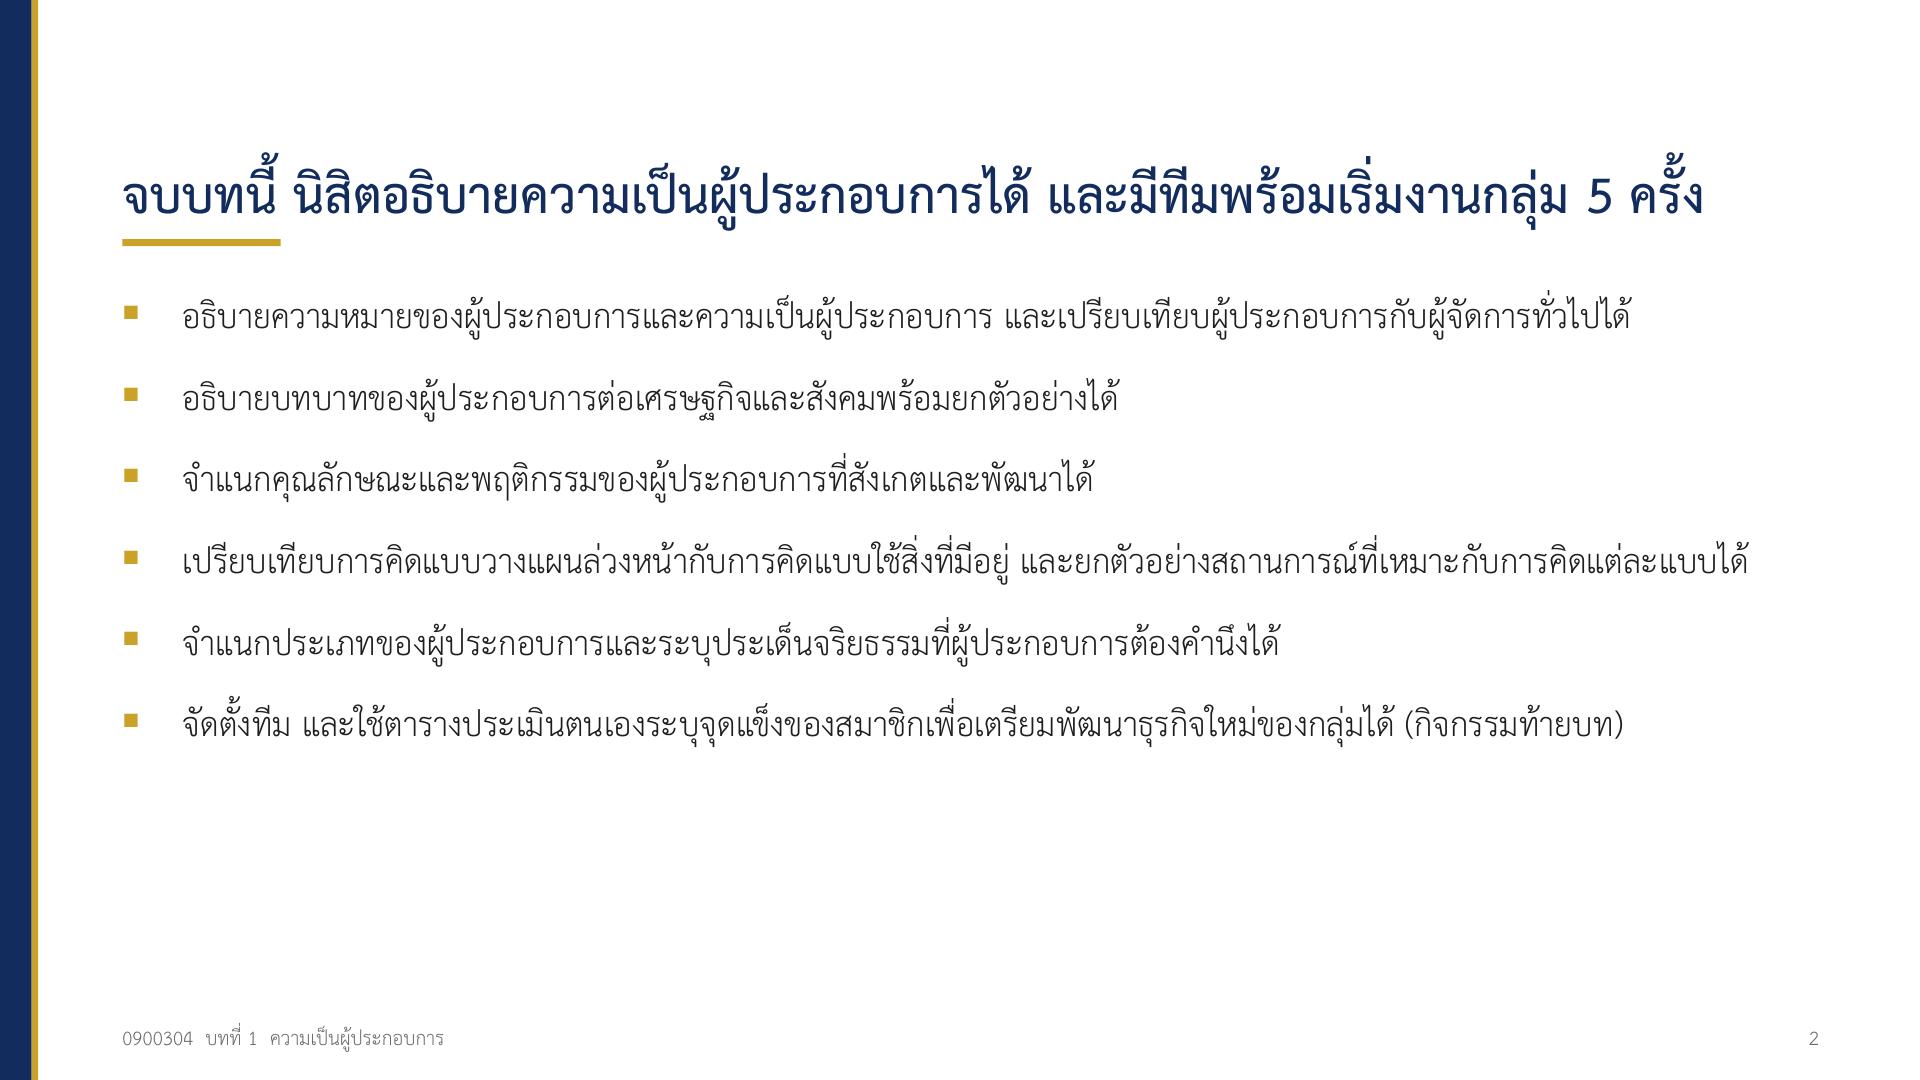 จบบทนี้ นิสิตอธิบายความเป็นผู้ประกอบการได้ และมีทีมพร้อมเริ่มงานกลุ่ม 5 ครั้ง
▪ อธิบายความหมายของผู้ประกอบการและความเป็นผู้ประกอบการ และเปรียบเทียบผู้ประกอบการกับผู้จัดการทั่วไปได้
▪ อธิบายบทบาทของผู้ประกอบการต่อเศรษฐกิจและสังคมพร้อมยกตัวอย่างได้
▪ จำแนกคุณลักษณะและพฤติกรรมของผู้ประกอบการที่สังเกตและพัฒนาได้
▪ เปรียบเทียบการคิดแบบวางแผนล่วงหน้ากับการคิดแบบใช้สิ่งที่มีอยู่ และยกตัวอย่างสถานการณ์ที่เหมาะกับการคิดแต่ละแบบได้
▪ จำแนกประเภทของผู้ประกอบการและระบุประเด็นจริยธรรมที่ผู้ประกอบการต้องคำนึงได้
▪ จัดตั้งทีม และใช้ตารางประเมินตนเองระบุจุดแข็งของสมาชิกเพื่อเตรียมพัฒนาธุรกิจใหม่ของกลุ่มได้ (กิจกรรมท้ายบท)
0900304 บทที่ 1 ความเป็นผู้ประกอบการ
2